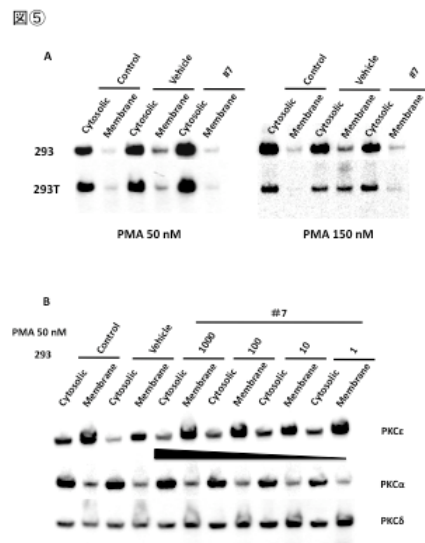 図⑤
A
Control Vehicle #7
Cytosolic Membrane Cytosolic Membrane Cytosolic Membrane
Control Vehicle #7
Cytosolic Membrane Cytosolic Membrane Cytosolic Membrane
293
293T
PMA 50 nM PMA 150 nM
B
#7
PMA 50 nM
Control Vehicle 1000 100 10 1
293
Cytosolic Membrane Cytosolic Membrane Cytosolic Membrane Cytosolic Membrane Cytosolic Membrane Cytosolic Membrane
PKCε
PKCα
PKCδ